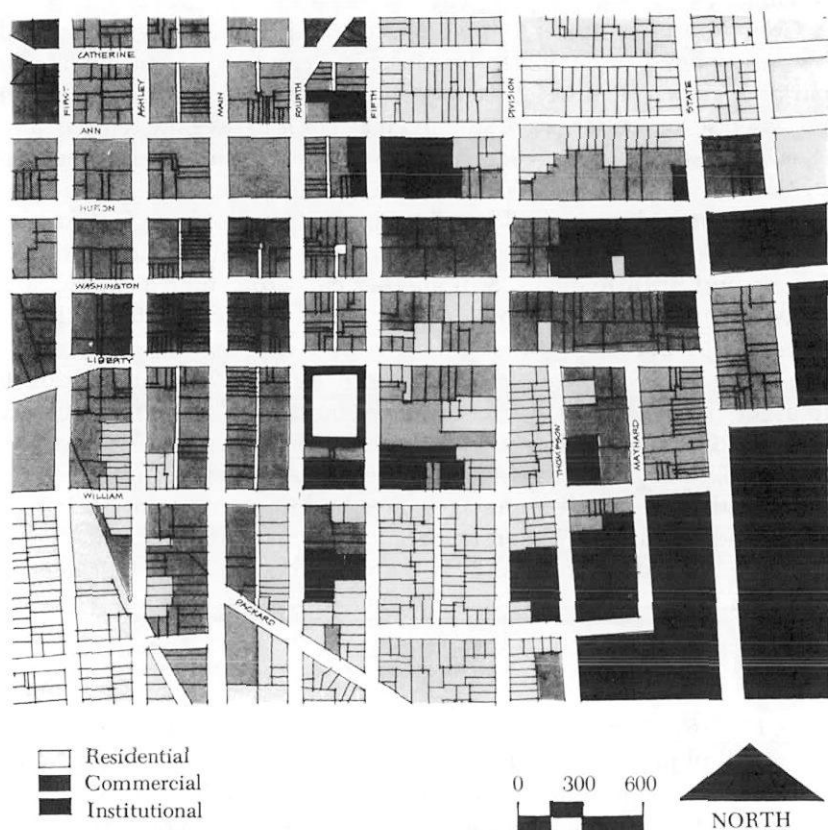 CATHERINE
FIRST
ASHLEY
MAIN
FOURTH
FIFTH
DIVISION
STATE
ANN
HURON
WASHINGTON
LIBERTY
THOMPSON
MAYNARD
WILLIAM
PACKARD
Residential
Commercial
Institutional
0 300 600
NORTH